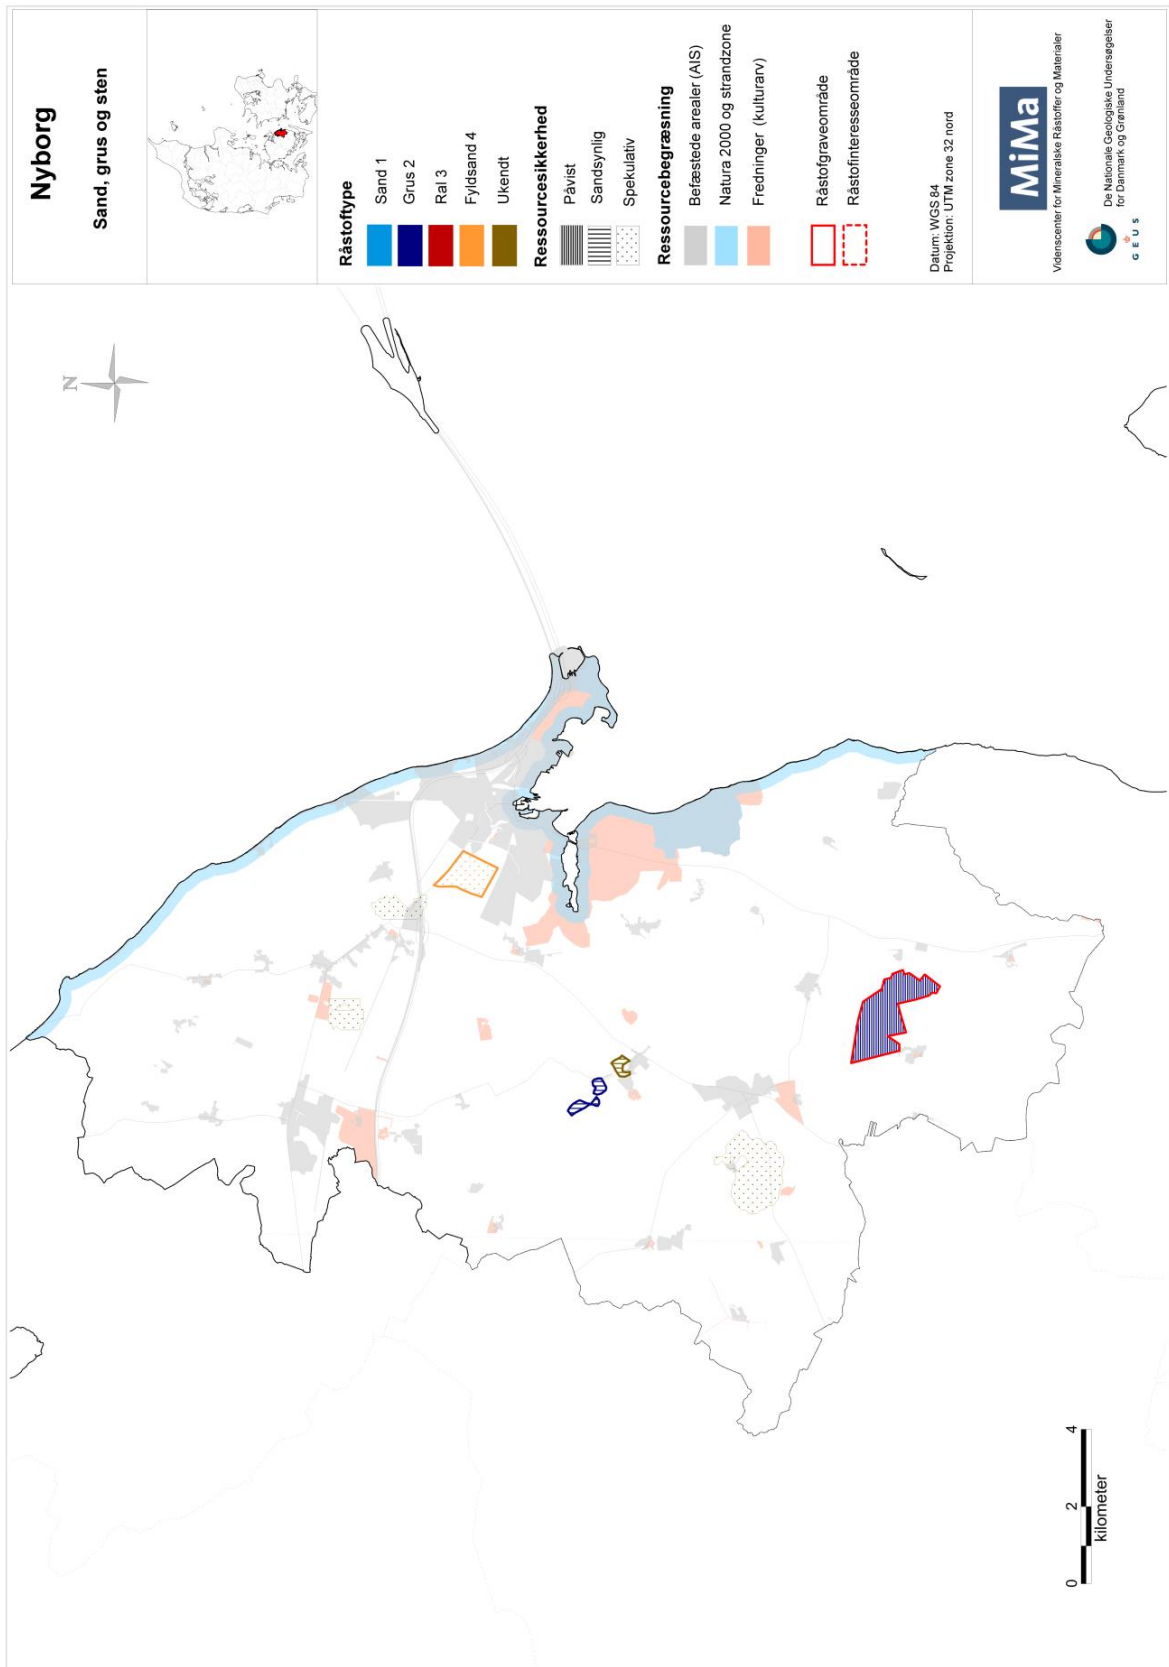 Nyborg
Sand, grus og sten
Råstoftype
Sand 1
Grus 2
Ral 3
Fyldsand 4
Ukendt
Ressourcesikkerhed
Påvist
Sandsynlig
Spekulativ
Ressourcebegræsning
Befæstede arealer (AIS)
Natura 2000 og strandzone
Fredninger (kulturarv)
Råstofgraveområde
Råstofinteresseområde
Datum: WGS 84
Projektion: UTM zone 32 nord
MiMa
Videnscenter for Mineralske Råstoffer og Materialer
G E U S
De Nationale Geologiske Undersøgelser
for Danmark og Grønland
N
0 2 4
kilometer